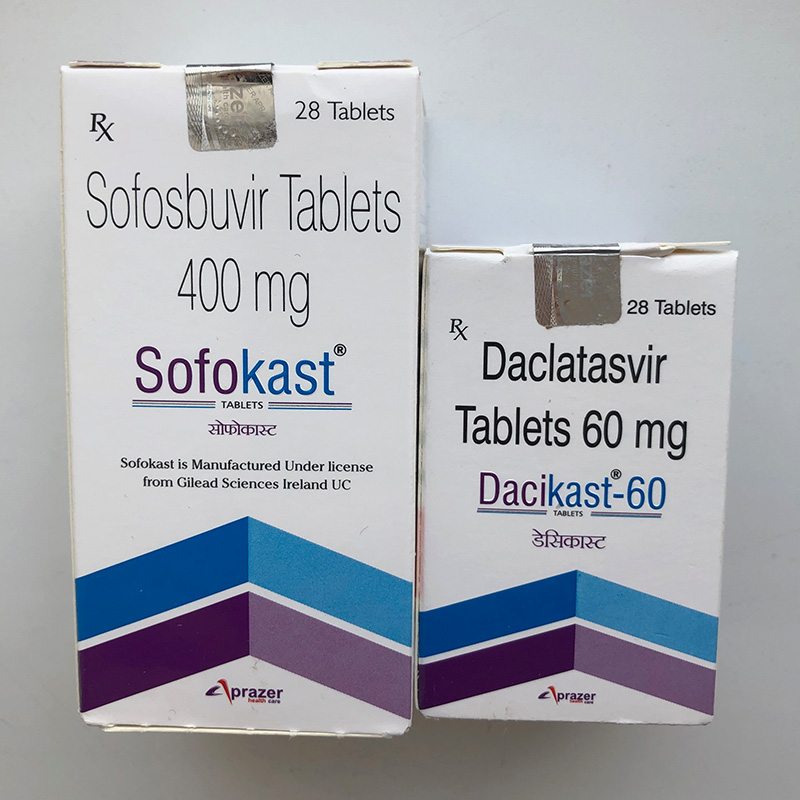 Rx
28 Tablets
Sofosbuvir Tablets
400 mg
Sofokast®
TABLETS
सोफोकास्ट
Sofokast is Manufactured Under license
from Gilead Sciences Ireland UC
Aprazer
health care
Rx
28 Tablets
Daclatasvir
Tablets 60 mg
Dacikast®-60
TABLETS
डेसिकास्ट
Aprazer
health care